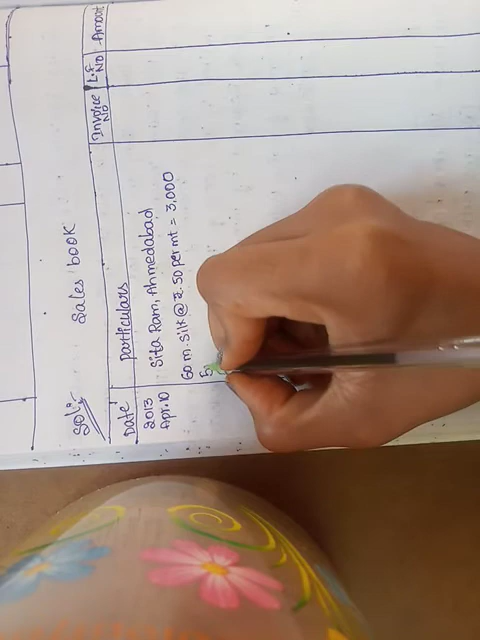 Sol:-
Sales book
Date Particulars Invoice No L.F No Amount
2013
Apr.10 Sita Ram, Ahmedabad
60 m. silk @ ₹.50 per mt = 3,000